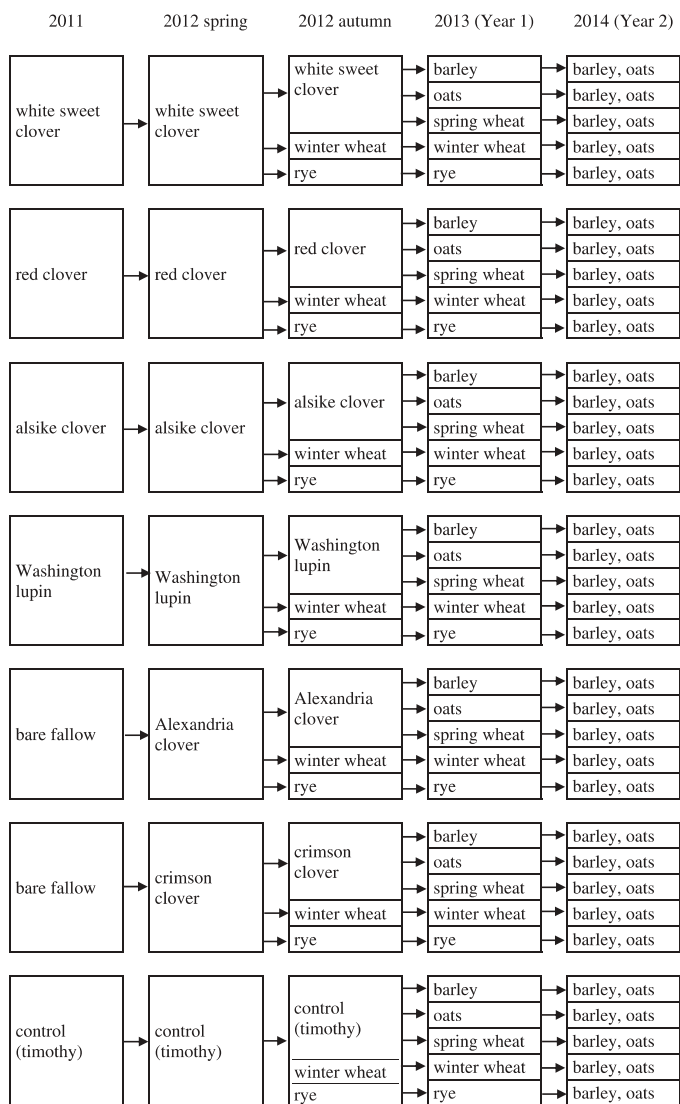 2011 2012 spring 2012 autumn 2013 (Year 1) 2014 (Year 2)
white sweet
clover
white sweet
clover
white sweet
clover
winter wheat
rye
barley
oats
spring wheat
winter wheat
rye
barley, oats
barley, oats
barley, oats
barley, oats
barley, oats
red clover
red clover
red clover
winter wheat
rye
barley
oats
spring wheat
winter wheat
rye
barley, oats
barley, oats
barley, oats
barley, oats
barley, oats
alsike clover
alsike clover
alsike clover
winter wheat
rye
barley
oats
spring wheat
winter wheat
rye
barley, oats
barley, oats
barley, oats
barley, oats
barley, oats
Washington
lupin
Washington
lupin
Washington
lupin
winter wheat
rye
barley
oats
spring wheat
winter wheat
rye
barley, oats
barley, oats
barley, oats
barley, oats
barley, oats
bare fallow
Alexandria
clover
Alexandria
clover
winter wheat
rye
barley
oats
spring wheat
winter wheat
rye
barley, oats
barley, oats
barley, oats
barley, oats
barley, oats
bare fallow
crimson
clover
crimson
clover
winter wheat
rye
barley
oats
spring wheat
winter wheat
rye
barley, oats
barley, oats
barley, oats
barley, oats
barley, oats
control
(timothy)
control
(timothy)
control
(timothy)
winter wheat
rye
barley
oats
spring wheat
winter wheat
rye
barley, oats
barley, oats
barley, oats
barley, oats
barley, oats